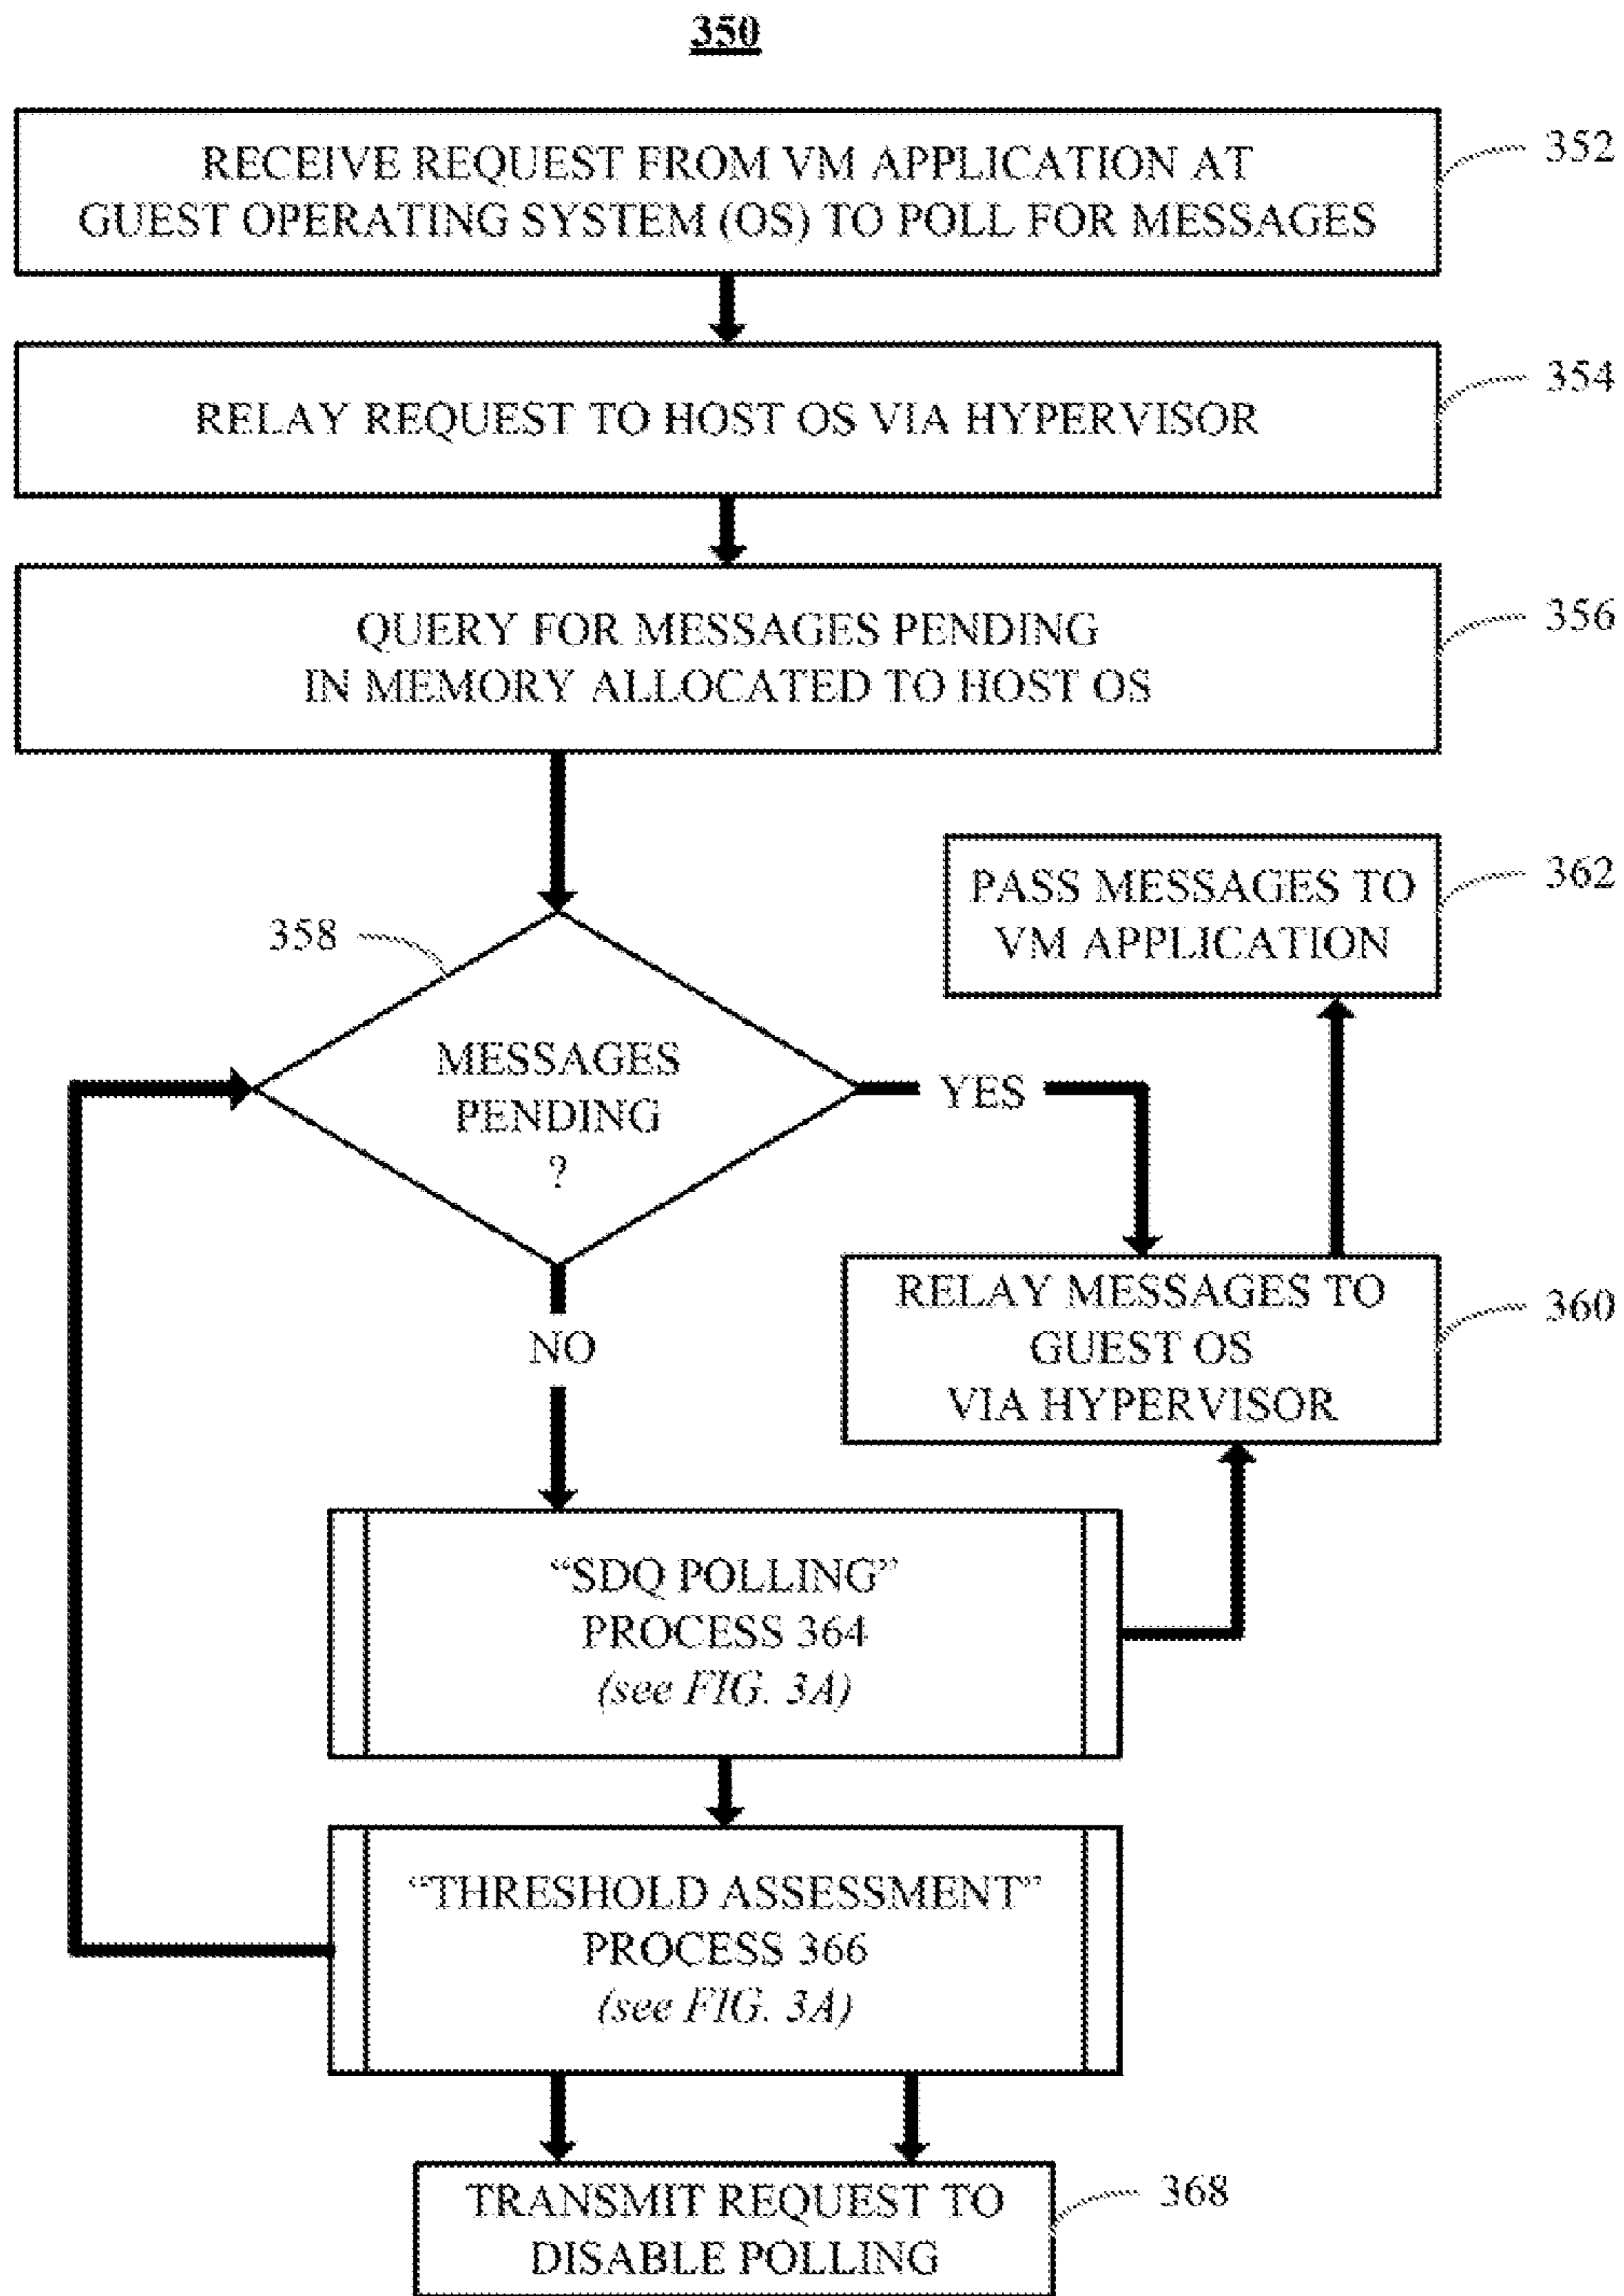 350
RECEIVE REQUEST FROM VM APPLICATION AT
GUEST OPERATING SYSTEM (OS) TO POLL FOR MESSAGES
352
RELAY REQUEST TO HOST OS VIA HYPERVISOR
354
QUERY FOR MESSAGES PENDING
IN MEMORY ALLOCATED TO HOST OS
356
PASS MESSAGES TO
VM APPLICATION
362
358
MESSAGES
PENDING
?
YES
NO
RELAY MESSAGES TO
GUEST OS
VIA HYPERVISOR
360
“SDQ POLLING”
PROCESS 364
(see FIG. 3A)
“THRESHOLD ASSESSMENT”
PROCESS 366
(see FIG. 3A)
TRANSMIT REQUEST TO
DISABLE POLLING
368